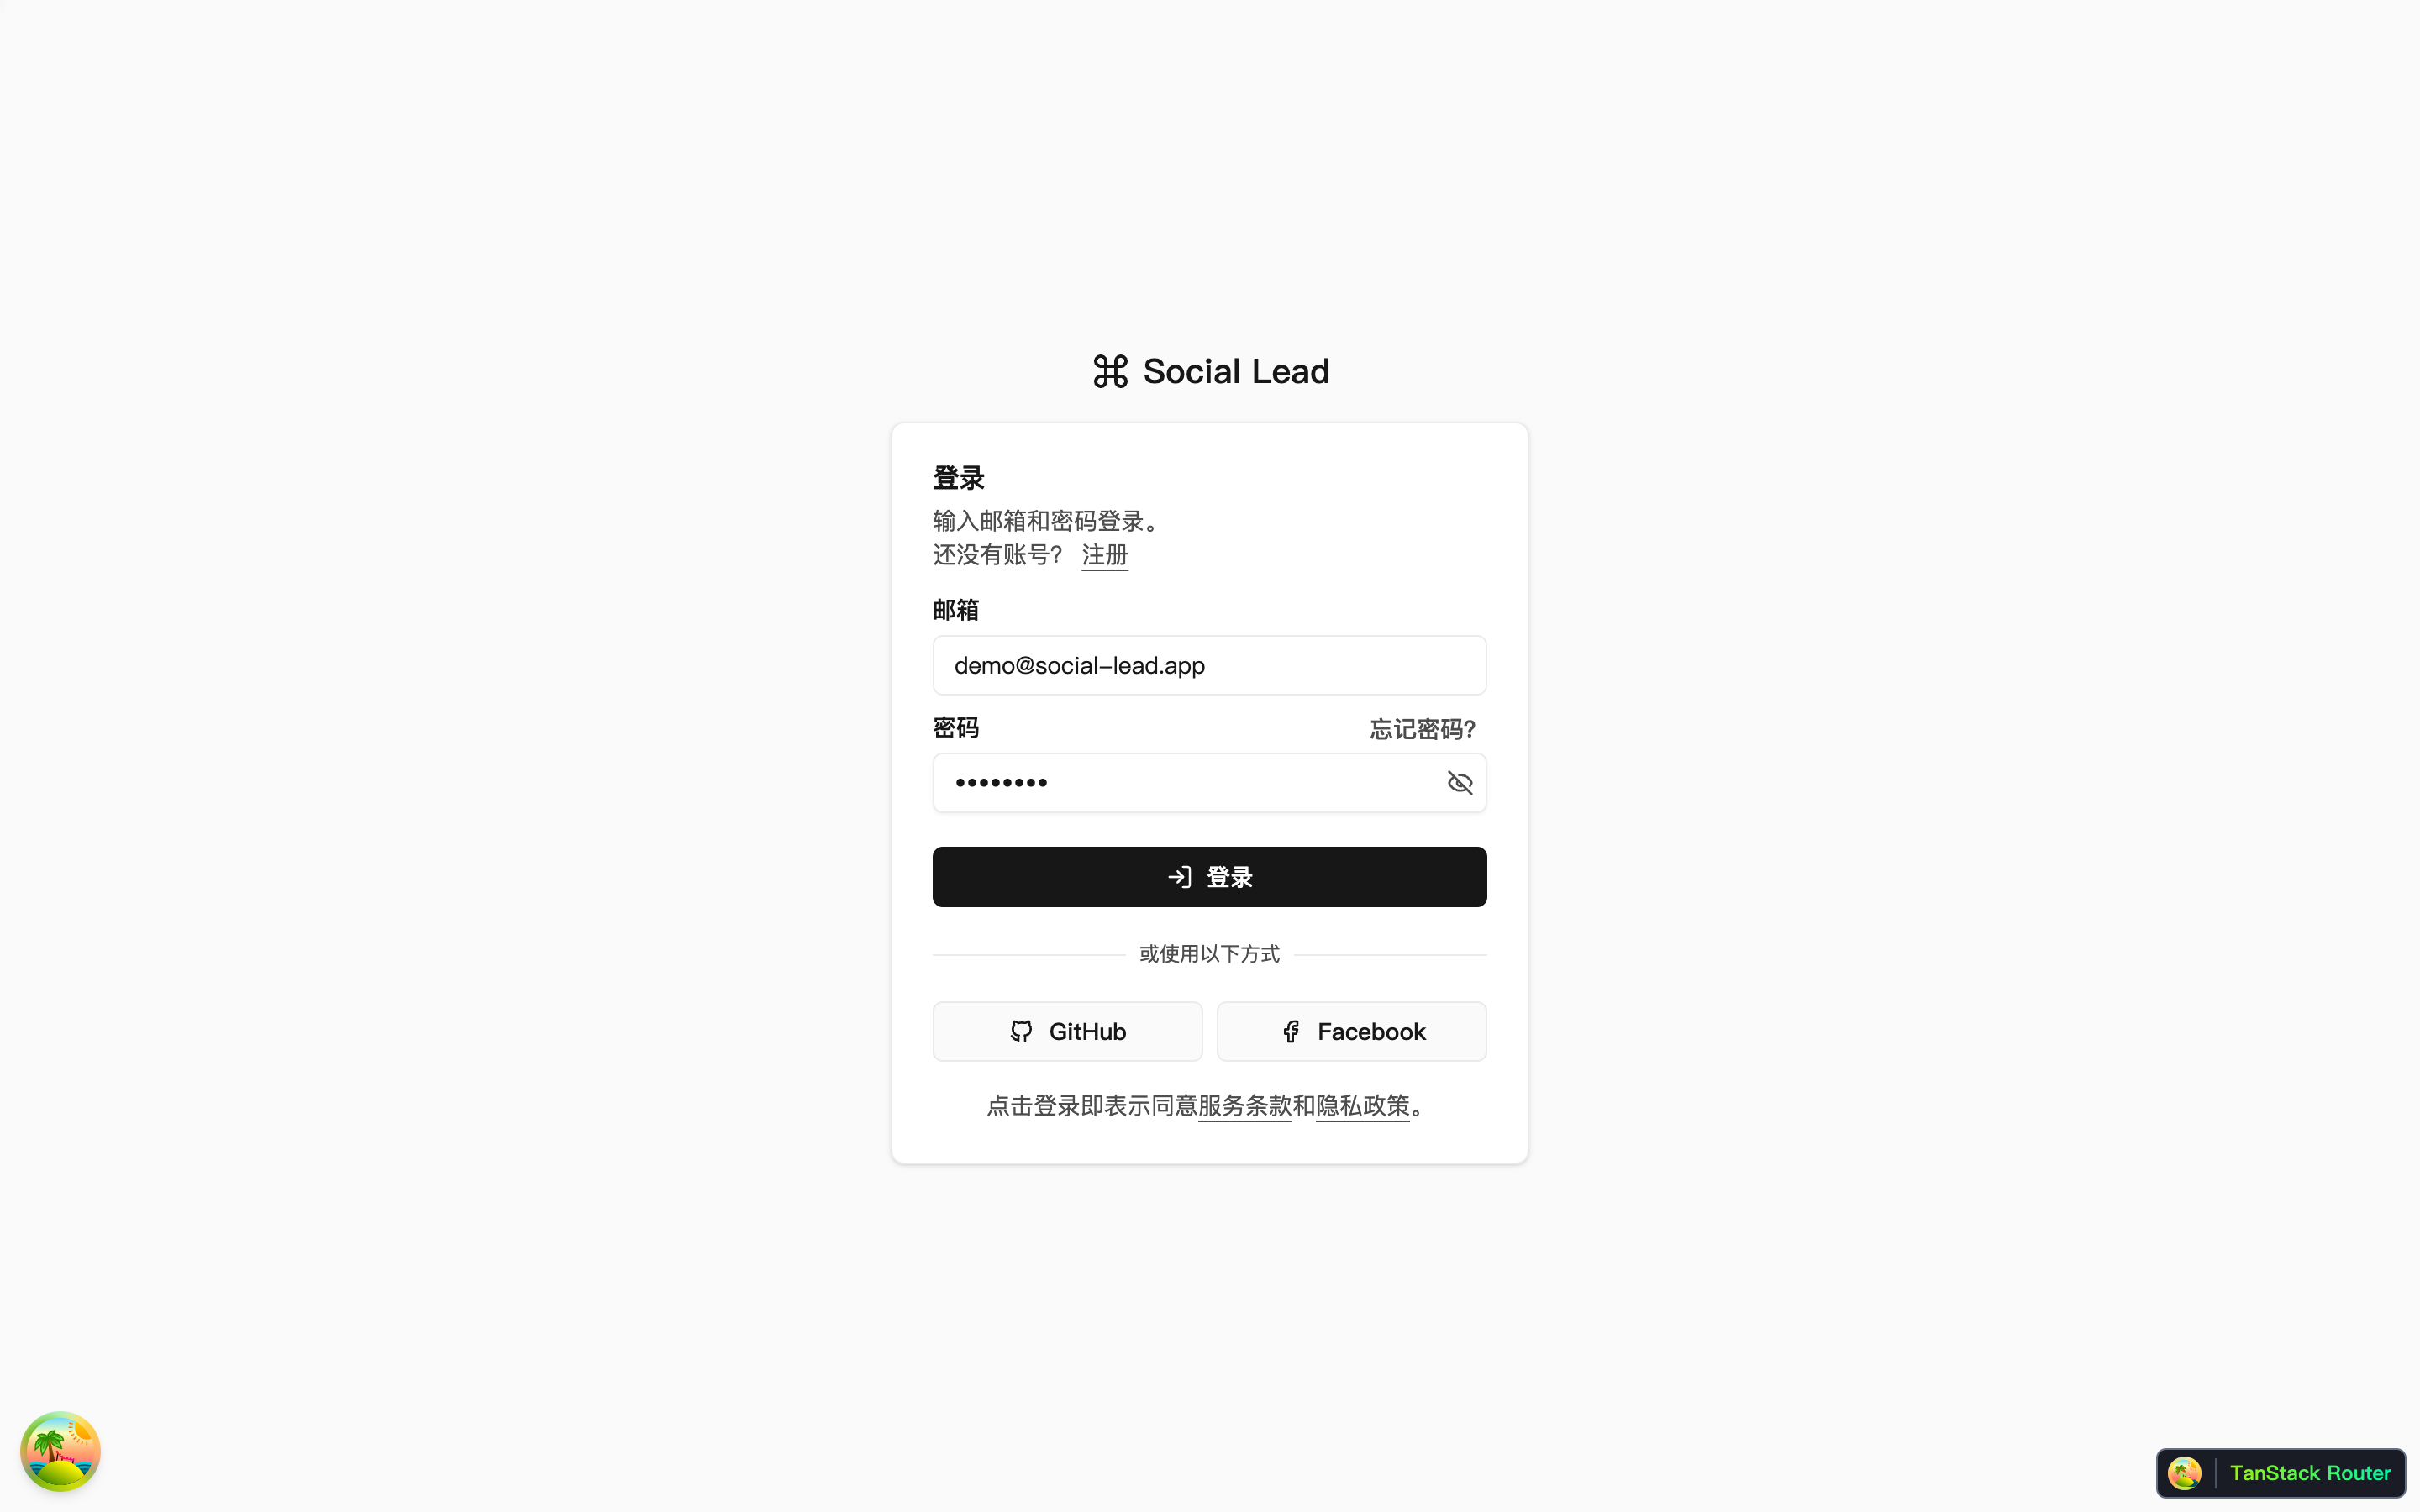 Social Lead
登录
输入邮箱和密码登录。
还没有账号? 注册
邮箱
demo@social-lead.app
密码 忘记密码?
••••••••
登录
或使用以下方式
GitHub Facebook
点击登录即表示同意服务条款和隐私政策。
TanStack Router